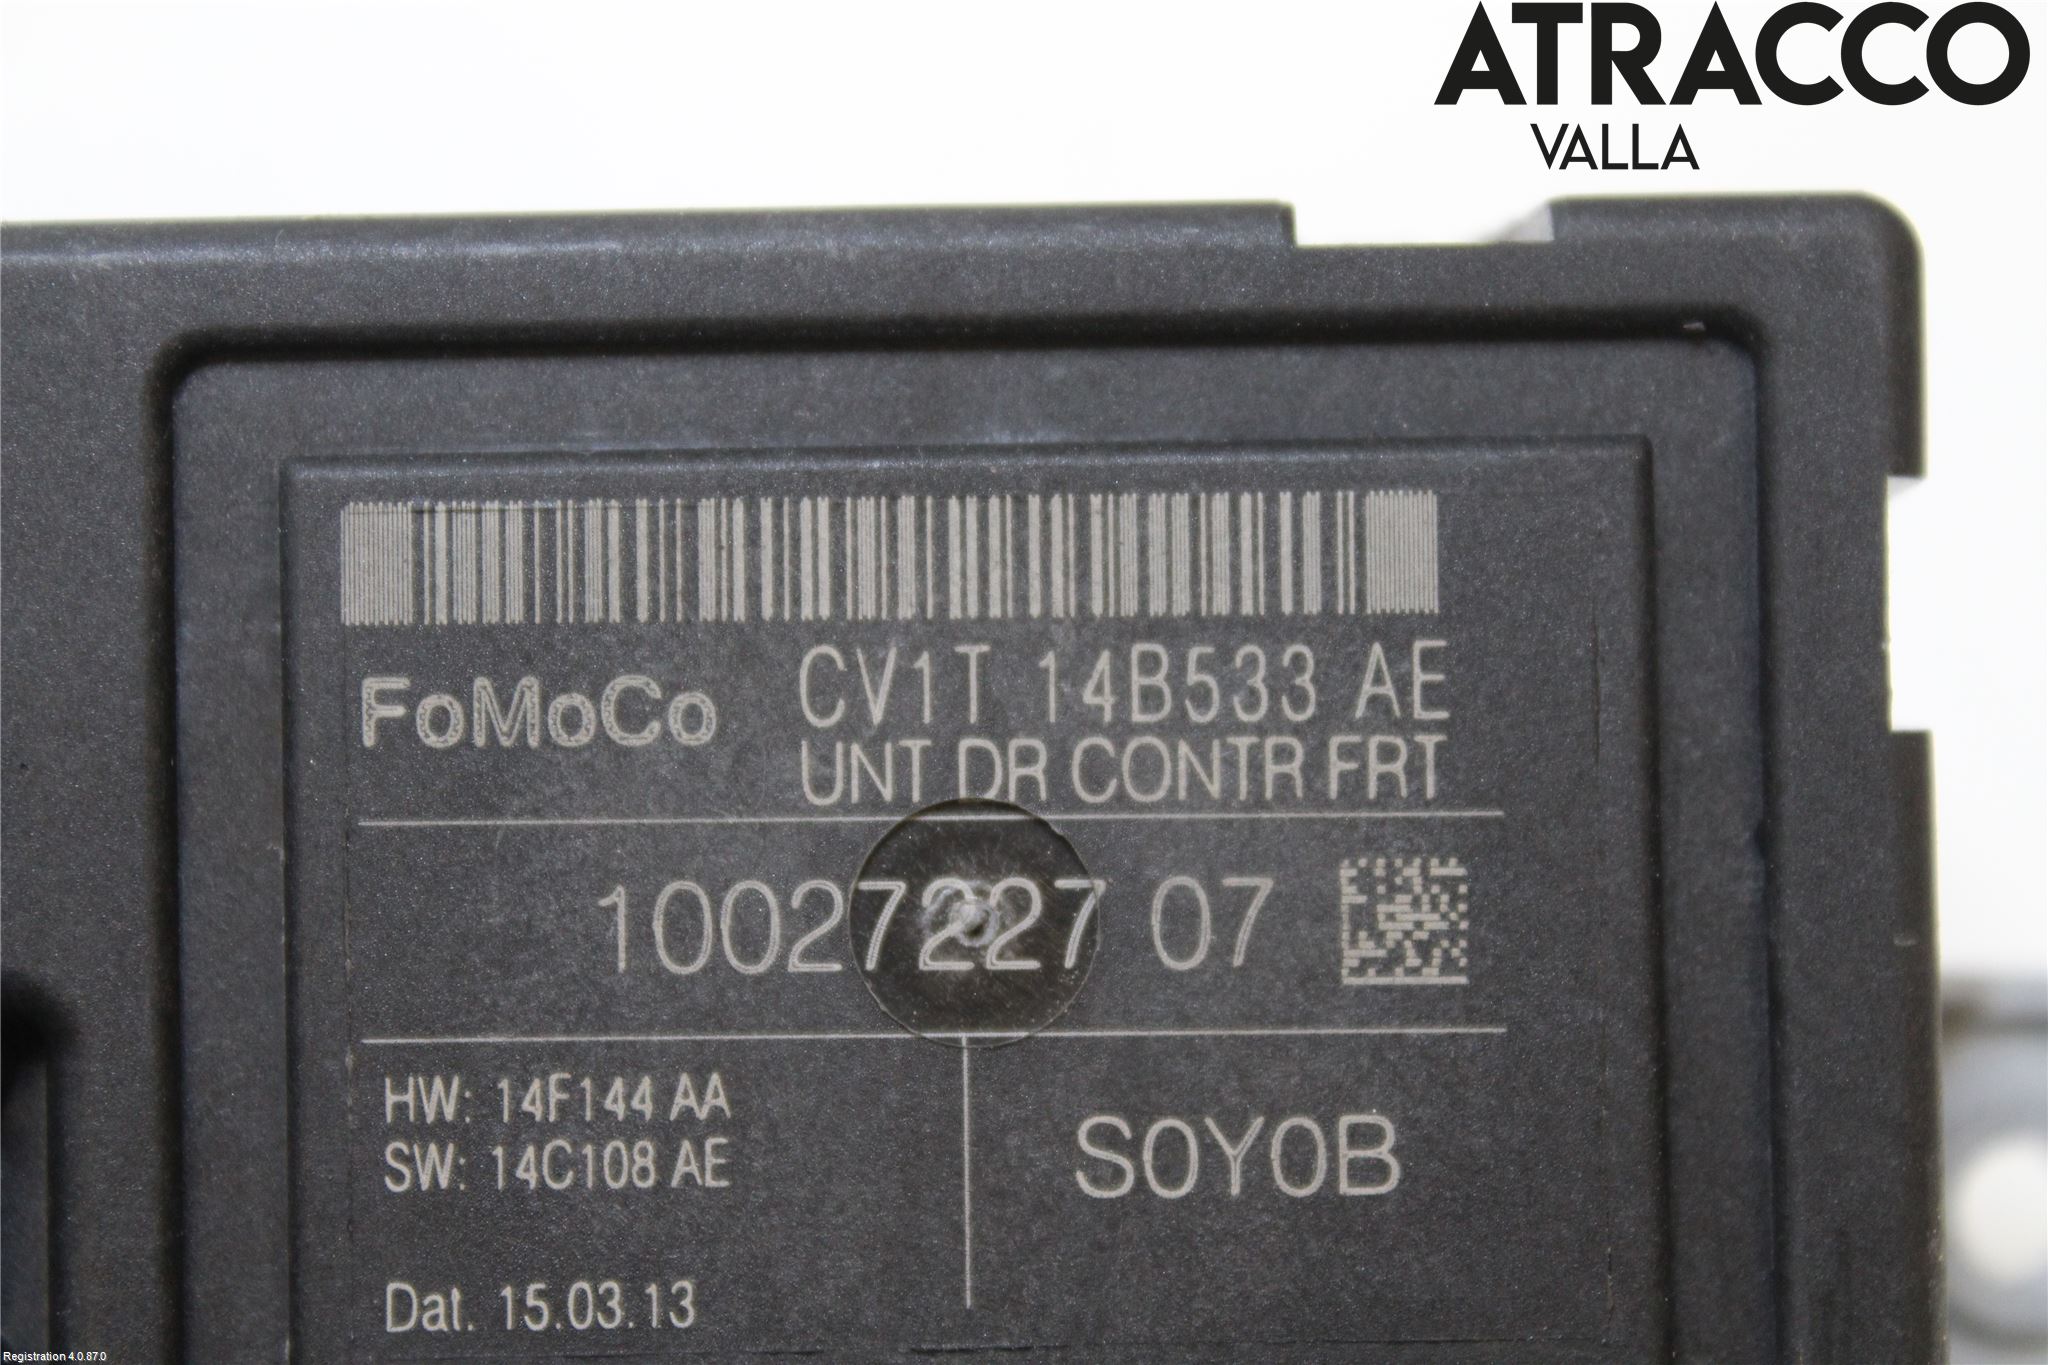 ATRACCO
VALLA
FoMoCo CV1T 14B533 AE
UNT DR CONTR FRT
10027227 07
HW: 14F144 AA
SW: 14C108 AE
S0Y0B
Dat. 15.03.13
Registration 4.0.87.0